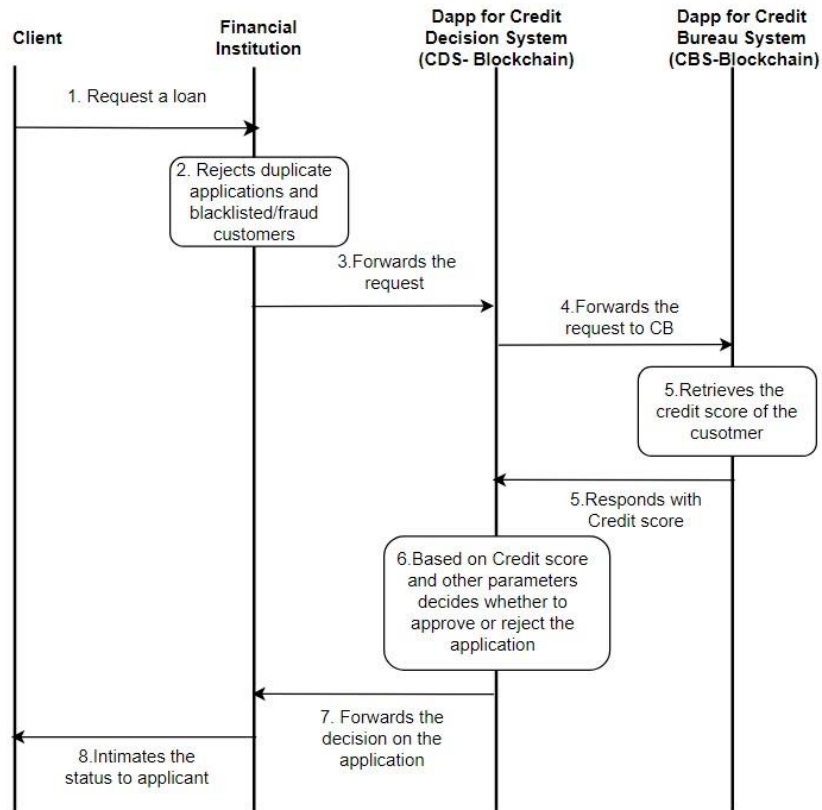 Client
Financial
Institution
Dapp for Credit
Decision System
(CDS- Blockchain)
Dapp for Credit
Bureau System
(CBS-Blockchain)
1. Request a loan
2. Rejects duplicate
applications and
blacklisted/fraud
customers
3.Forwards the
request
4.Forwards the
request to CB
5.Retrieves the
credit score of the
cusotmer
5.Responds with
Credit score
6.Based on Credit score
and other parameters
decides whether to
approve or reject the
application
7. Forwards the
decision on the
application
8.Intimates the
status to applicant